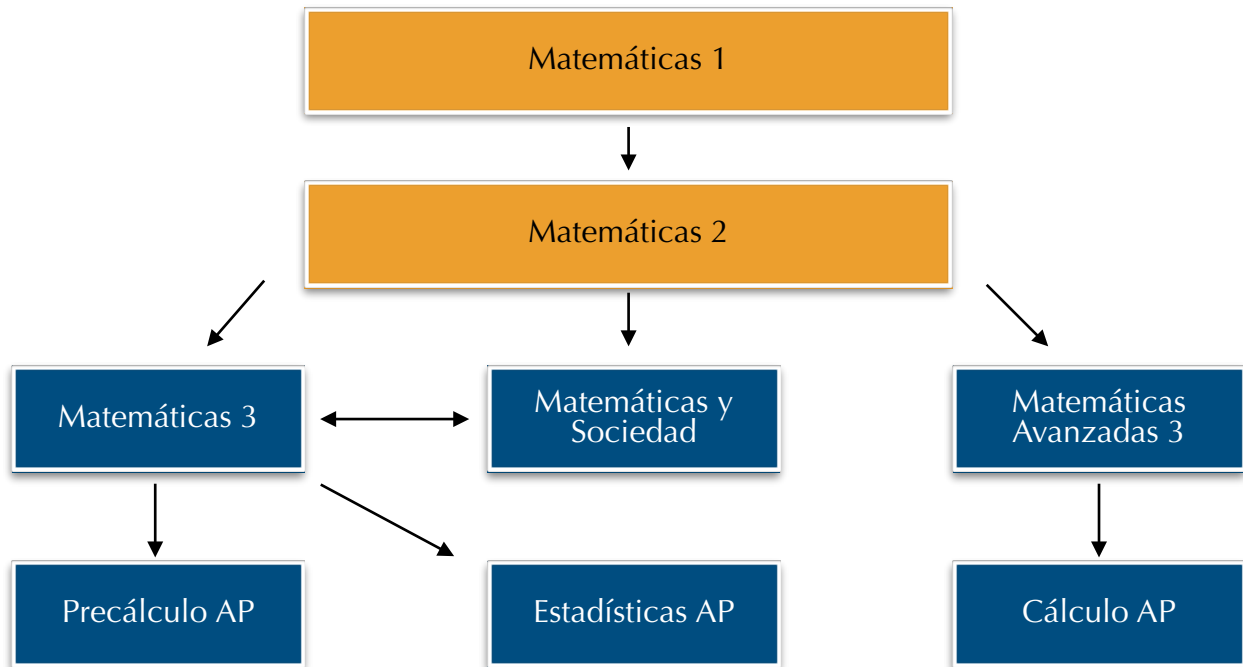 Matemáticas 1
Matemáticas 2
Matemáticas 3
Matemáticas y
Sociedad
Matemáticas
Avanzadas 3
Precálculo AP
Estadísticas AP
Cálculo AP